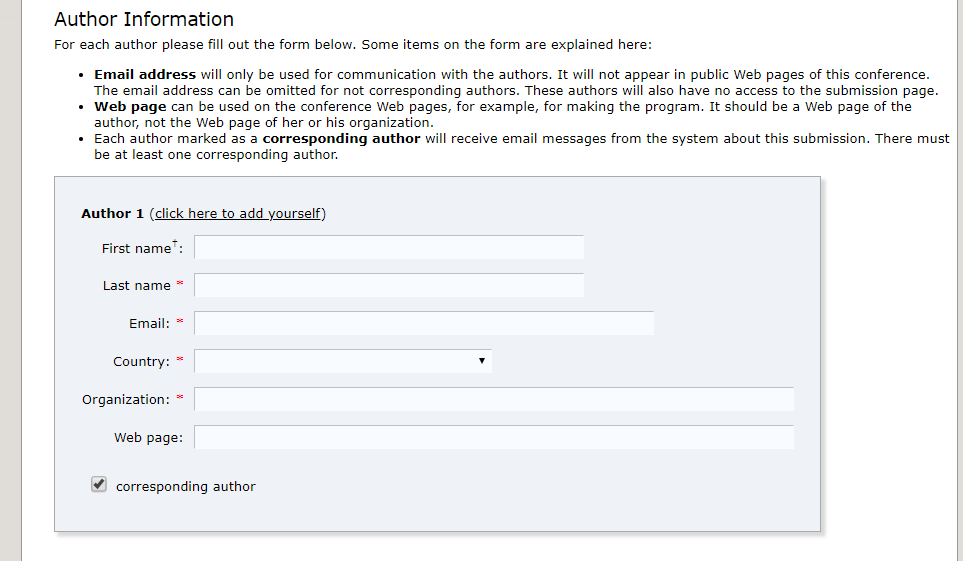 Author Information
For each author please fill out the form below. Some items on the form are explained here:
• Email address will only be used for communication with the authors. It will not appear in public Web pages of this conference.
The email address can be omitted for not corresponding authors. These authors will also have no access to the submission page.
• Web page can be used on the conference Web pages, for example, for making the program. It should be a Web page of the
author, not the Web page of her or his organization.
• Each author marked as a corresponding author will receive email messages from the system about this submission. There must
be at least one corresponding author.
Author 1 (click here to add yourself)
First name†:
Last name *
Email: *
Country: *
Organization: *
Web page:
corresponding author